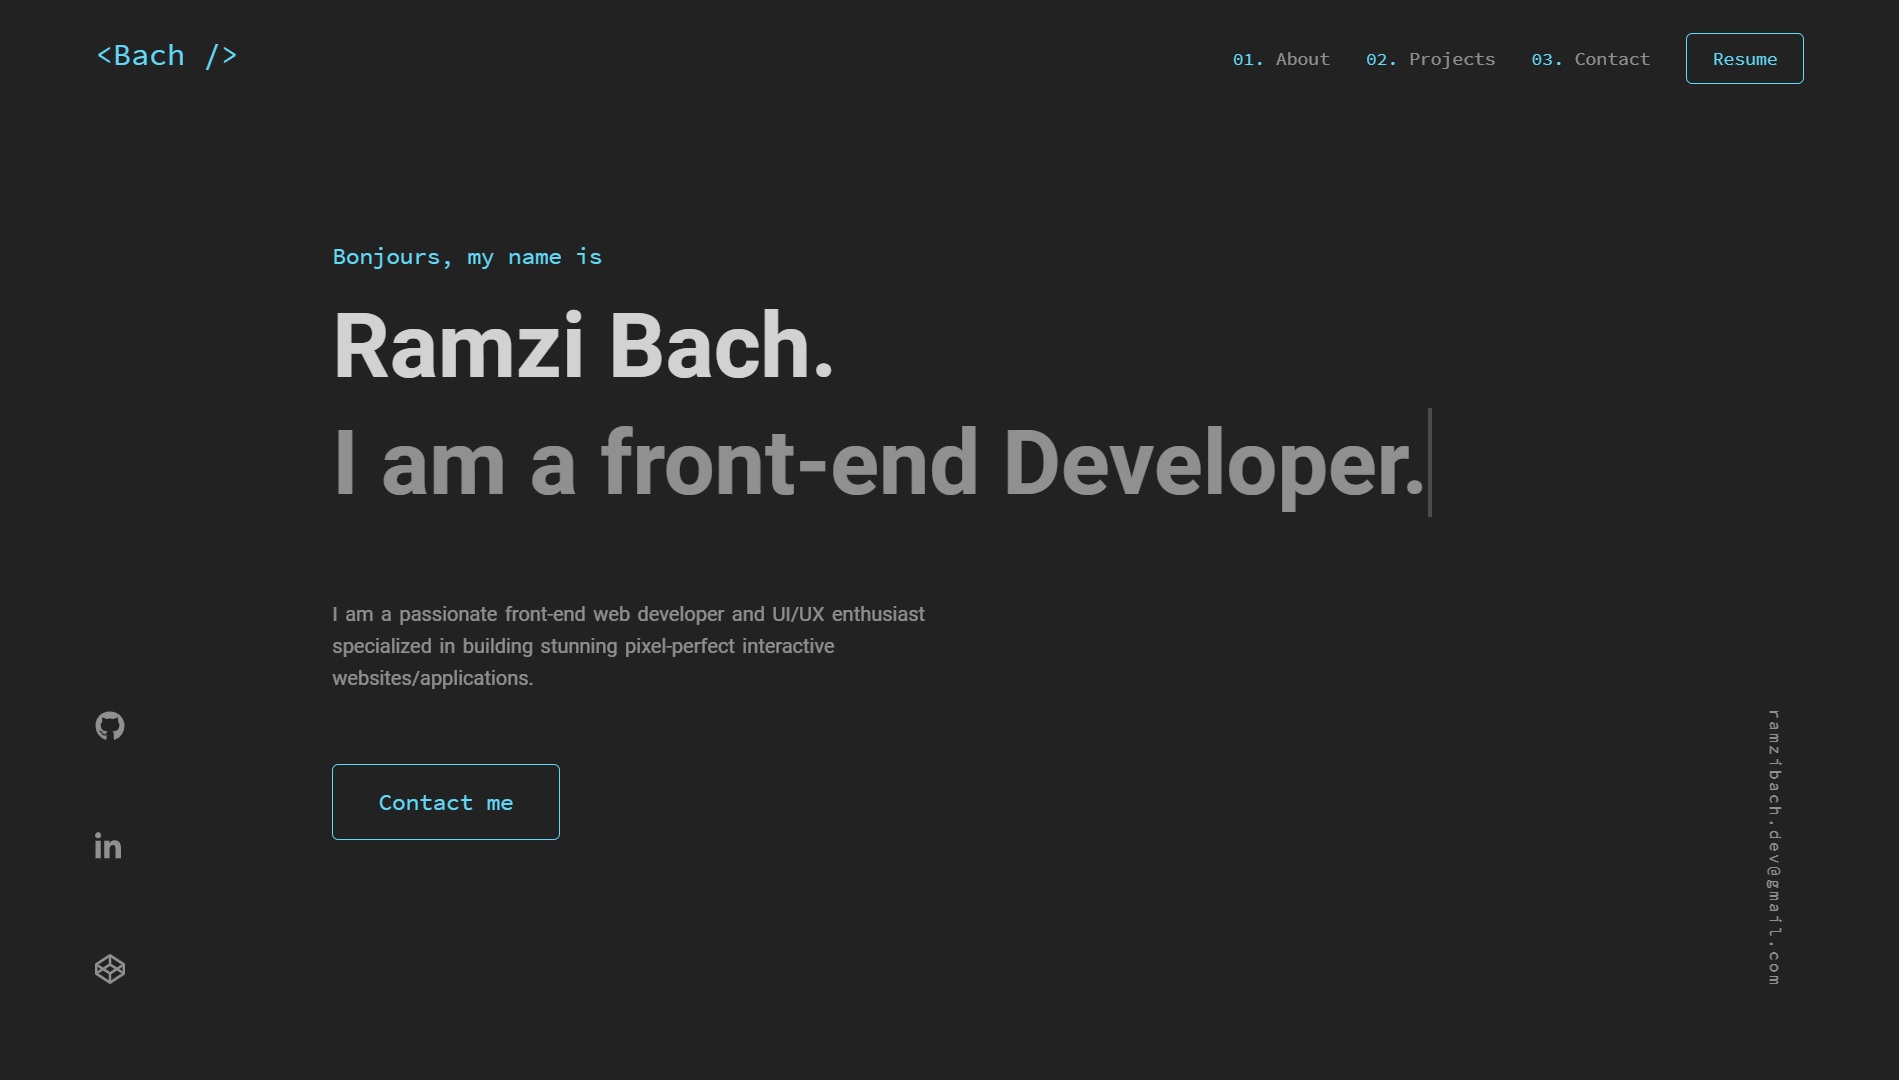 <Bach />
01. About
02. Projects
03. Contact
Resume
Bonjours, my name is
Ramzi Bach.
I am a front-end Developer.
I am a passionate front-end web developer and UI/UX enthusiast
specialized in building stunning pixel-perfect interactive
websites/applications.
Contact me
in
ramzibach.dev@gmail.com